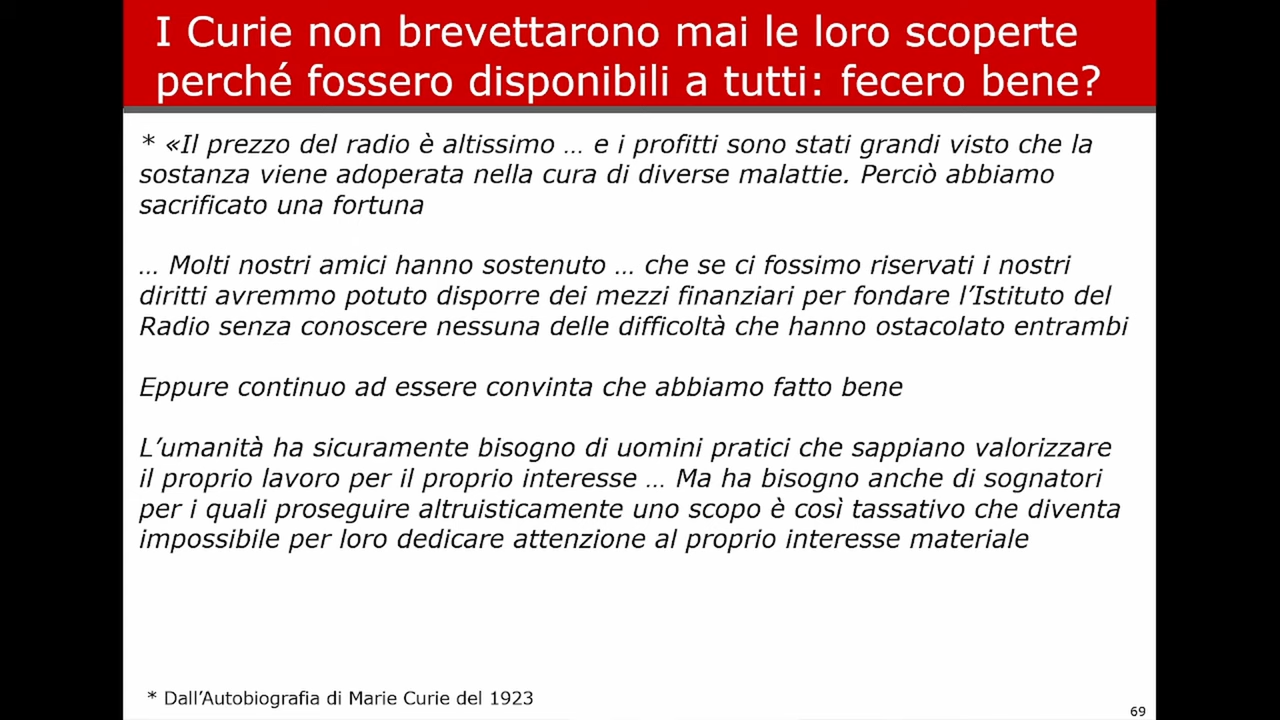 I Curie non brevettarono mai le loro scoperte
perché fossero disponibili a tutti: fecero bene?
* «Il prezzo del radio è altissimo … e i profitti sono stati grandi visto che la
sostanza viene adoperata nella cura di diverse malattie. Perciò abbiamo
sacrificato una fortuna
… Molti nostri amici hanno sostenuto … che se ci fossimo riservati i nostri
diritti avremmo potuto disporre dei mezzi finanziari per fondare l’Istituto del
Radio senza conoscere nessuna delle difficoltà che hanno ostacolato entrambi
Eppure continuo ad essere convinta che abbiamo fatto bene
L’umanità ha sicuramente bisogno di uomini pratici che sappiano valorizzare
il proprio lavoro per il proprio interesse … Ma ha bisogno anche di sognatori
per i quali proseguire altruisticamente uno scopo è così tassativo che diventa
impossibile per loro dedicare attenzione al proprio interesse materiale
* Dall’Autobiografia di Marie Curie del 1923
69